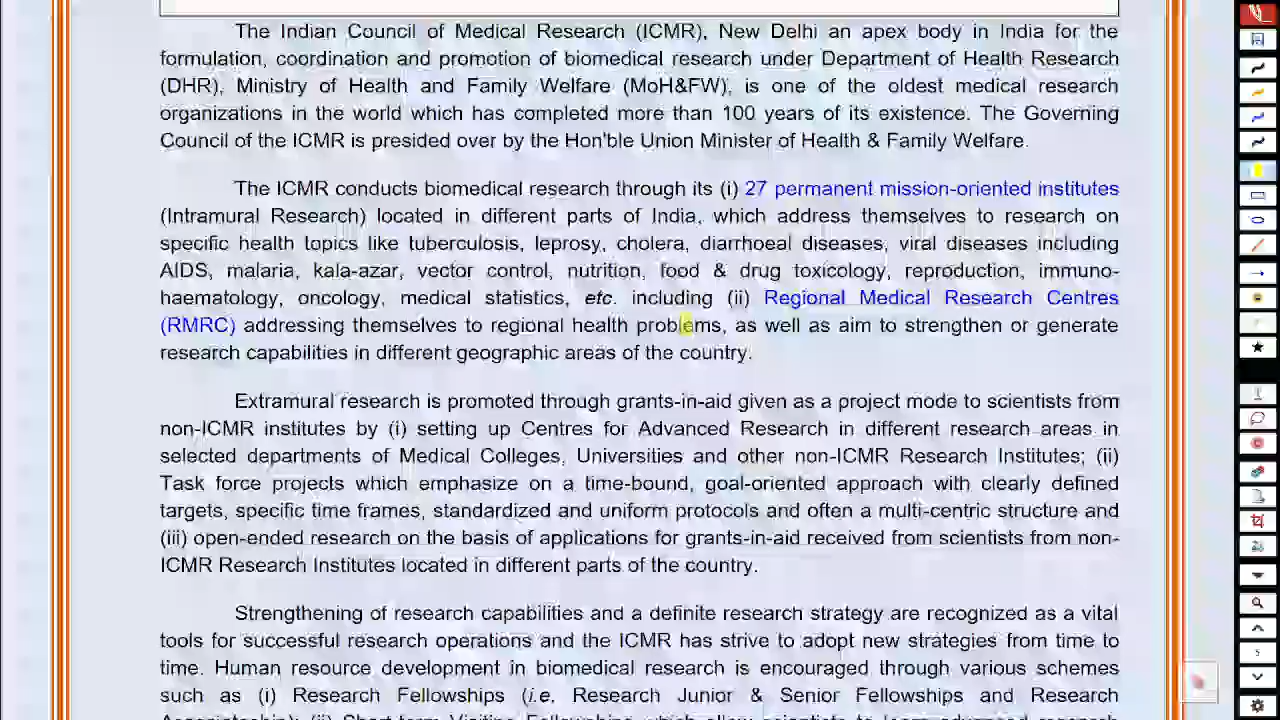 The Indian Council of Medical Research (ICMR), New Delhi an apex body in India for the
formulation, coordination and promotion of biomedical research under Department of Health Research
(DHR), Ministry of Health and Family Welfare (MoH&FW), is one of the oldest medical research
organizations in the world which has completed more than 100 years of its existence. The Governing
Council of the ICMR is presided over by the Hon'ble Union Minister of Health & Family Welfare.
The ICMR conducts biomedical research through its (i) 27 permanent mission-oriented institutes
(Intramural Research) located in different parts of India, which address themselves to research on
specific health topics like tuberculosis, leprosy, cholera, diarrhoeal diseases, viral diseases including
AIDS, malaria, kala-azar, vector control, nutrition, food & drug toxicology, reproduction, immuno-
haematology, oncology, medical statistics, etc. including (ii) Regional Medical Research Centres
(RMRC) addressing themselves to regional health problems, as well as aim to strengthen or generate
research capabilities in different geographic areas of the country.
Extramural research is promoted through grants-in-aid given as a project mode to scientists from
non-ICMR institutes by (i) setting up Centres for Advanced Research in different research areas in
selected departments of Medical Colleges, Universities and other non-ICMR Research Institutes; (ii)
Task force projects which emphasize on a time-bound, goal-oriented approach with clearly defined
targets, specific time frames, standardized and uniform protocols and often a multi-centric structure and
(iii) open-ended research on the basis of applications for grants-in-aid received from scientists from non-
ICMR Research Institutes located in different parts of the country.
Strengthening of research capabilities and a definite research strategy are recognized as a vital
tools for successful research operations and the ICMR has strive to adopt new strategies from time to
time. Human resource development in biomedical research is encouraged through various schemes
such as (i) Research Fellowships (i.e. Research Junior & Senior Fellowships and Research
5